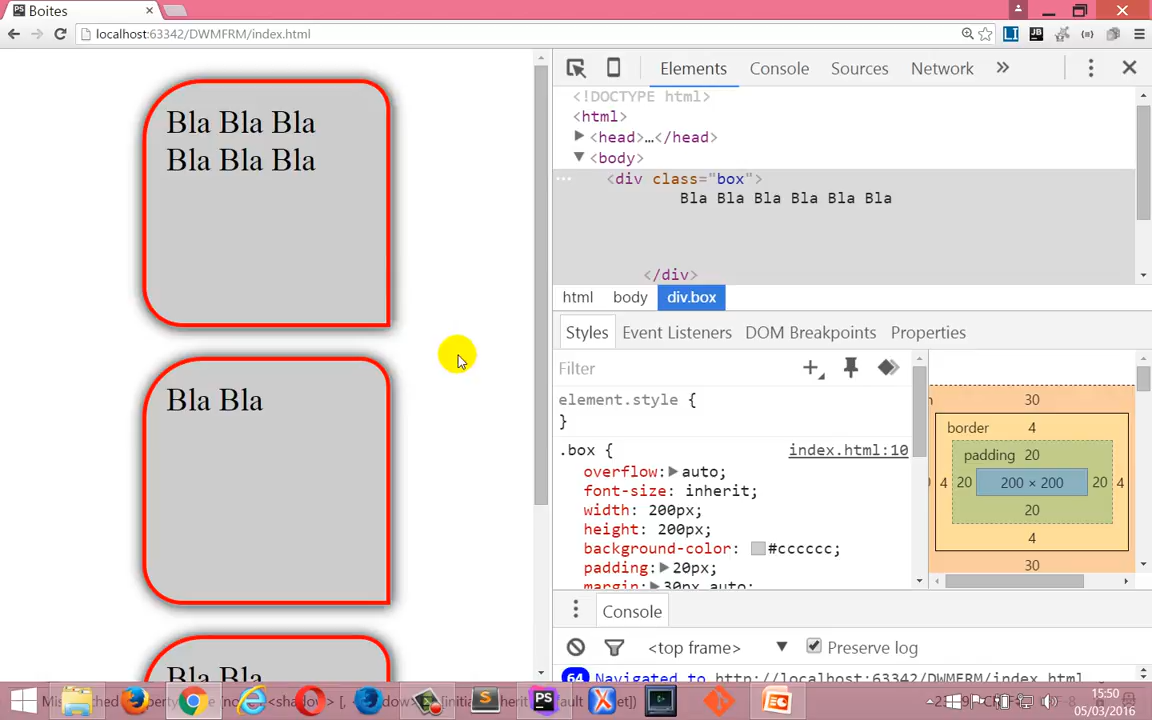 Boites
localhost:63342/DWMFRM/index.html
Bla Bla Bla
Bla Bla Bla
Bla Bla
Bla Bla
Elements Console Sources Network
<!DOCTYPE html>
<html>
<head>…</head>
<body>
<div class="box">
Bla Bla Bla Bla Bla Bla
</div>
html body div.box
Styles Event Listeners DOM Breakpoints Properties
Filter
element.style {
}
.box { index.html:10
overflow: auto;
font-size: inherit;
width: 200px;
height: 200px;
background-color: #cccccc;
padding: 20px;
margin: 30px auto;
30
border 4
padding 20
4 20 200 × 200 20 4
20
4
30
Console
<top frame> Preserve log
64 Navigated to http://localhost:63342/DWMFRM/index.html
15:50
05/03/2016